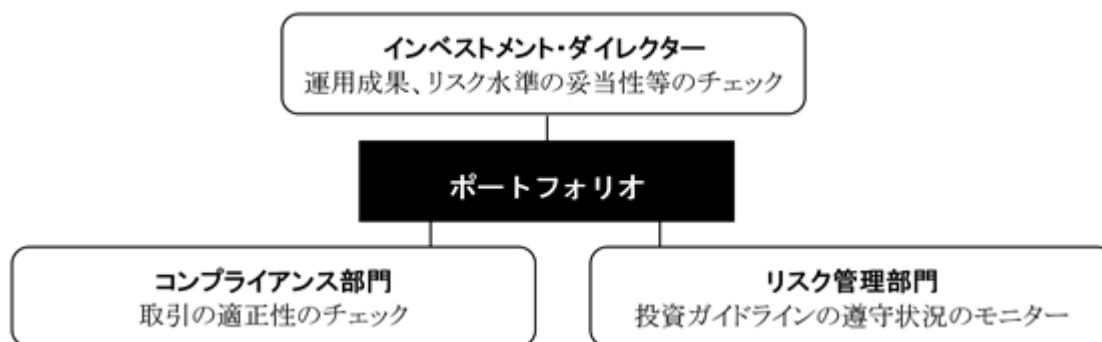 インベストメント・ダイレクター
運用成果、リスク水準の妥当性等のチェック
ポートフォリオ
コンプライアンス部門
取引の適正性のチェック
リスク管理部門
投資ガイドラインの遵守状況のモニター